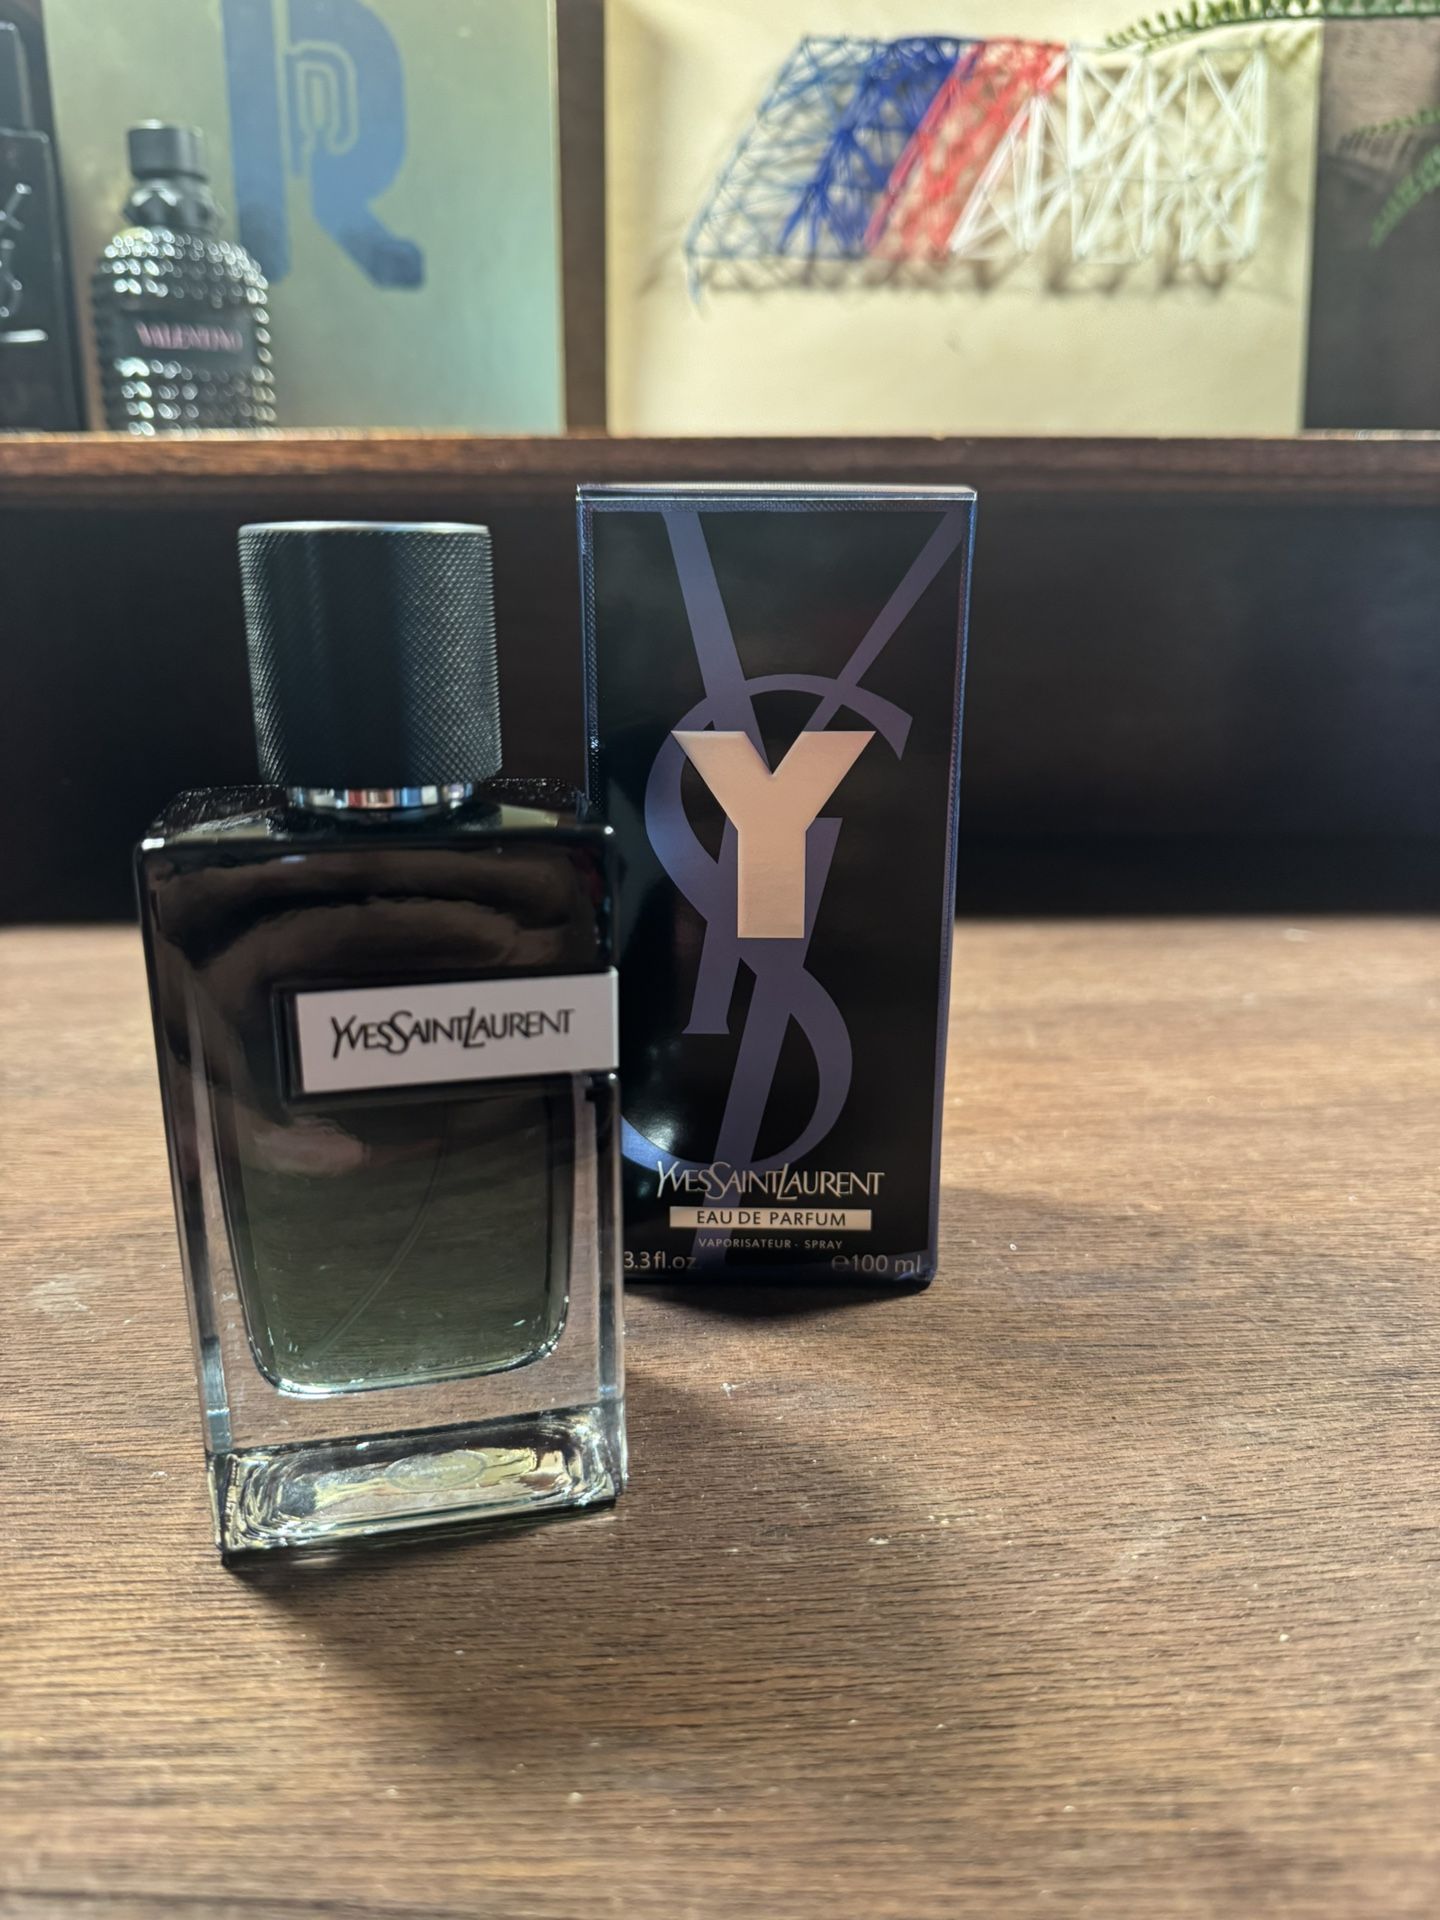 VALENTINO
YVESSAINTLAURENT
Y
YVESSAINTLAURENT
EAU DE PARFUM
VAPORISATEUR - SPRAY
3.3 fl.oz. ℮100 ml